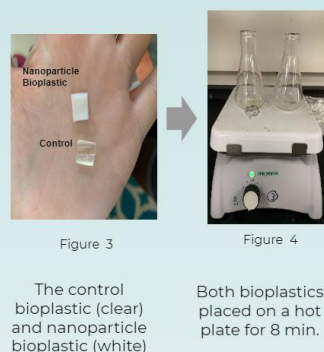 Nanoparticle
Bioplastic
Control
Figure 3
Figure 4
The control
bioplastic (clear)
and nanoparticle
bioplastic (white)
Both bioplastics
placed on a hot
plate for 8 min.